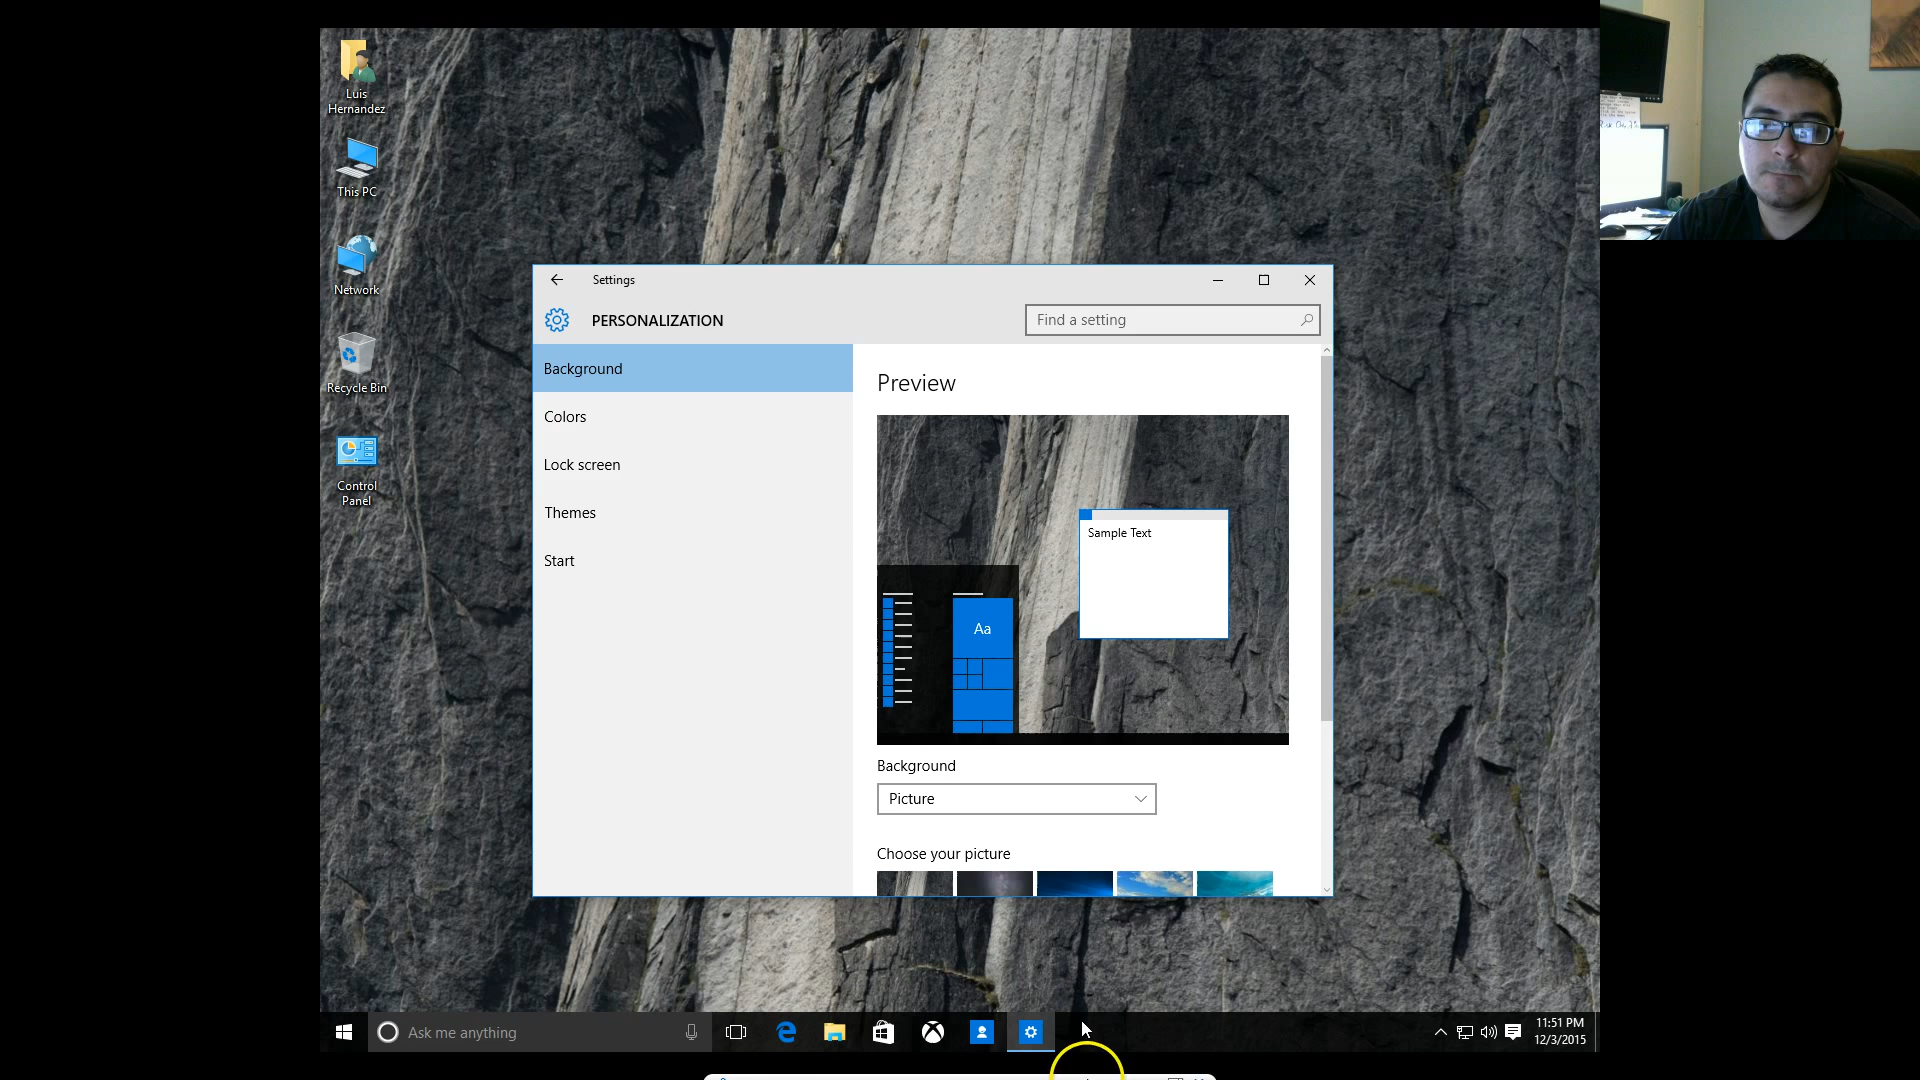 Luis
Hernandez
This PC
Network
Recycle Bin
Control
Panel
Settings
PERSONALIZATION
Find a setting
Background
Colors
Lock screen
Themes
Start
Preview
Sample Text
Aa
Background
Picture
Choose your picture
Ask me anything
11:51 PM
12/3/2015